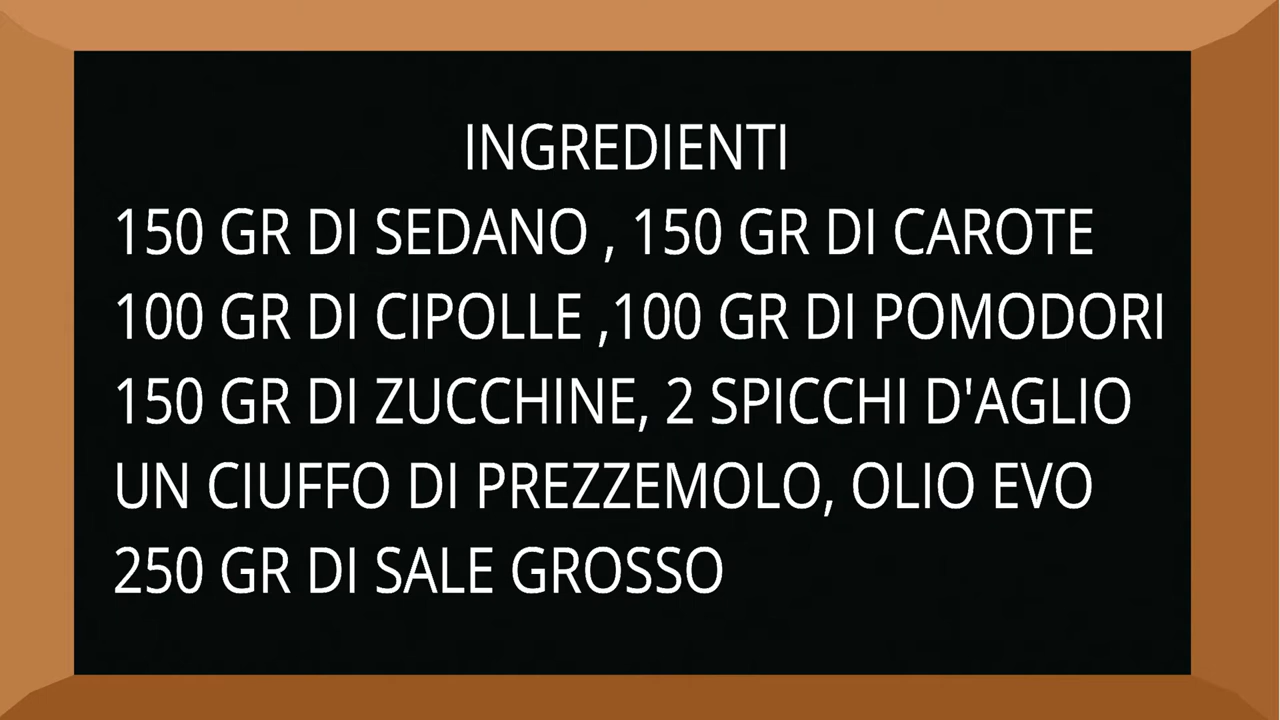 INGREDIENTI
150 GR DI SEDANO , 150 GR DI CAROTE
100 GR DI CIPOLLE ,100 GR DI POMODORI
150 GR DI ZUCCHINE, 2 SPICCHI D'AGLIO
UN CIUFFO DI PREZZEMOLO, OLIO EVO
250 GR DI SALE GROSSO